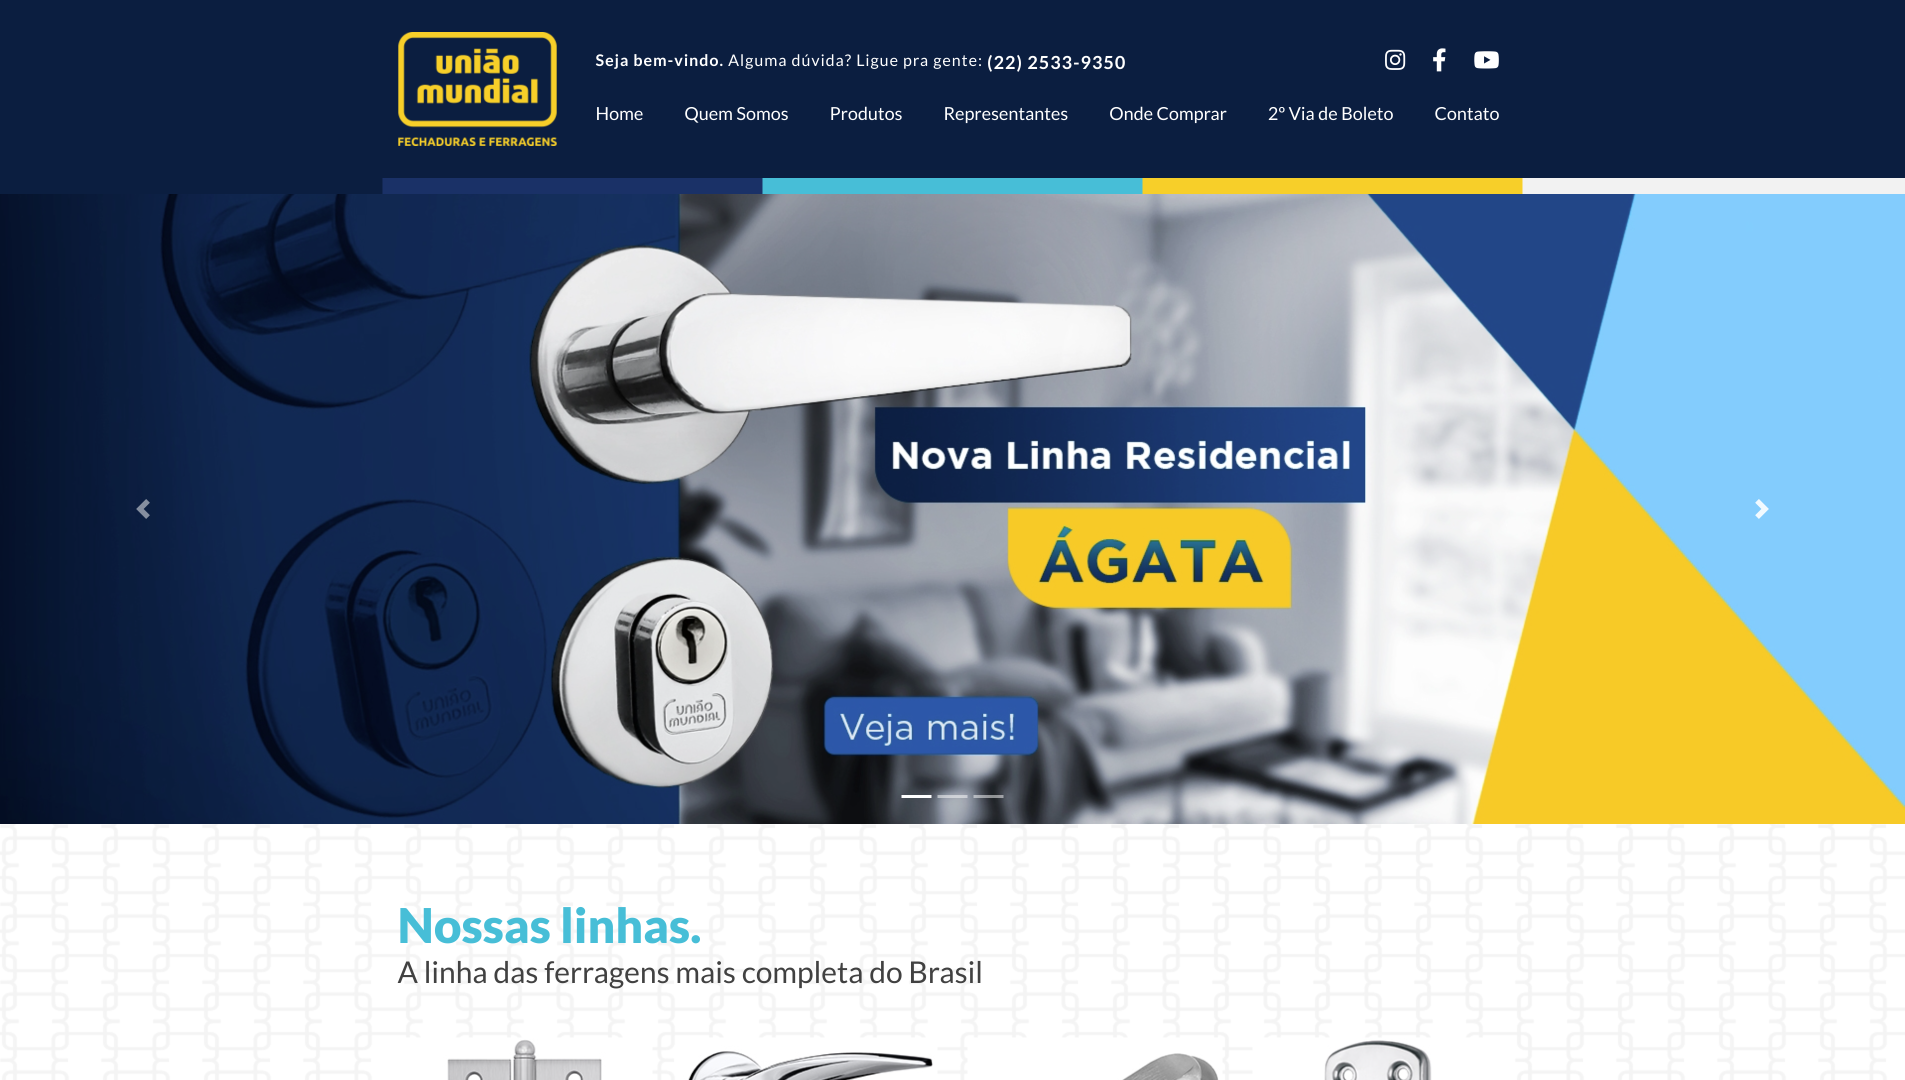 união
mundial
FECHADURAS E FERRAGENS
Seja bem-vindo. Alguma dúvida? Ligue pra gente: (22) 2533-9350
Home Quem Somos Produtos Representantes Onde Comprar 2º Via de Boleto Contato
Nova Linha Residencial
ÁGATA
união
mundial
união
mundial
Veja mais!
Nossas linhas.
A linha das ferragens mais completa do Brasil